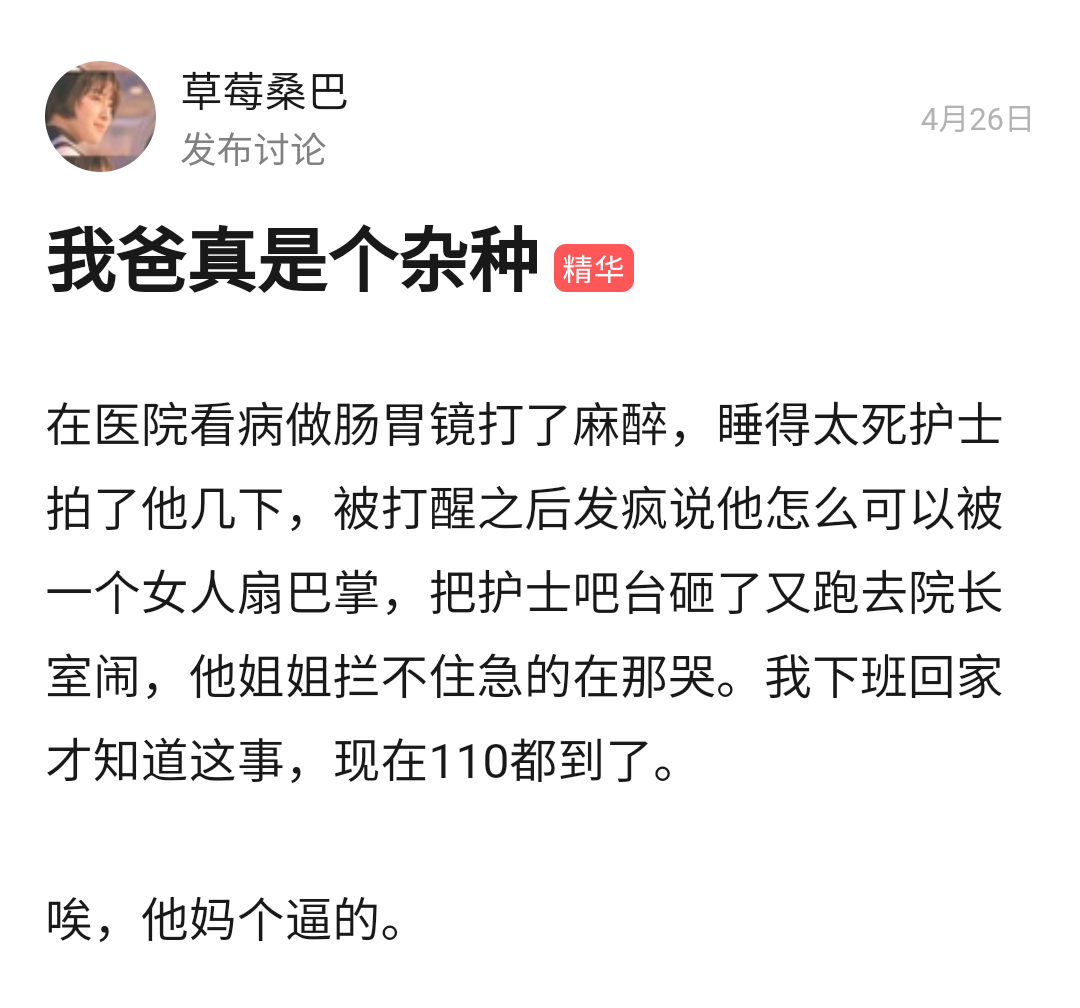 草莓桑巴
发布讨论
4月26日
我爸真是个杂种 精华
在医院看病做肠胃镜打了麻醉，睡得太死护士
拍了他几下，被打醒之后发疯说他怎么可以被
一个女人扇巴掌，把护士吧台砸了又跑去院长
室闹，他姐姐拦不住急的在那哭。我下班回家
才知道这事，现在110都到了。
唉，他妈个逼的。